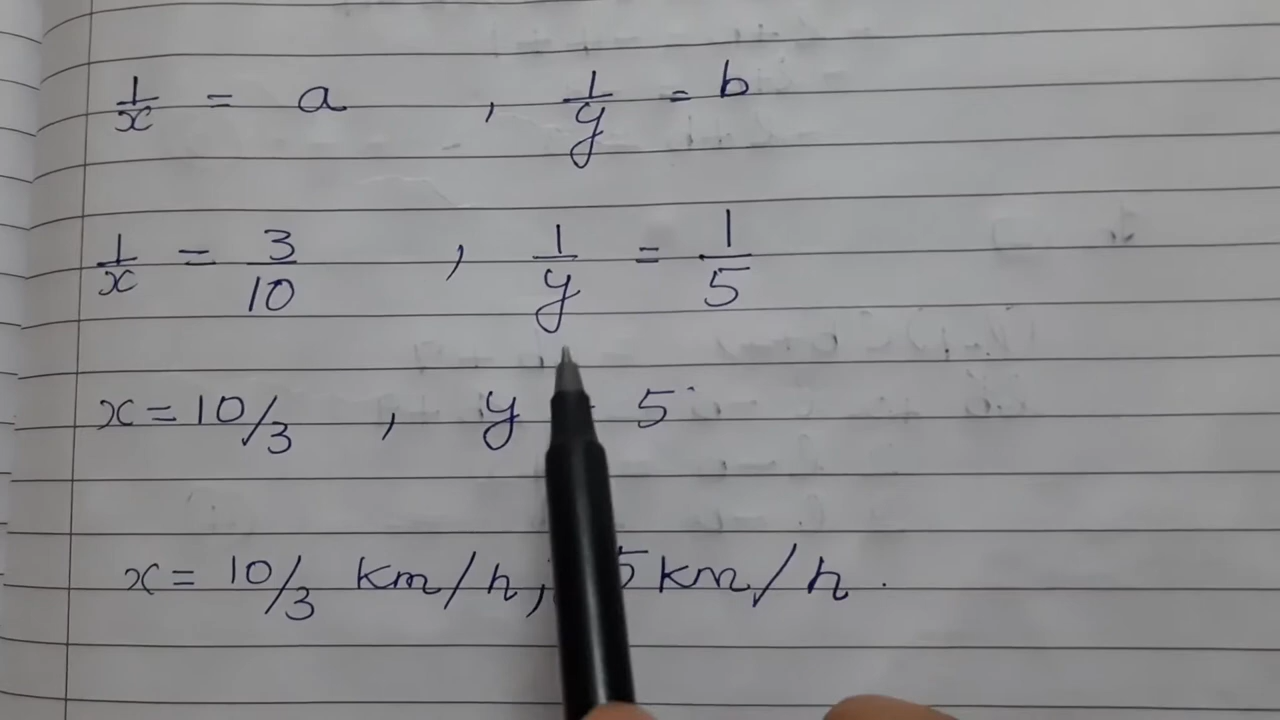 1/x = a , 1/y = b
1/x = 3/10 , 1/y = 1/5
x = 10/3 , y 5
x = 10/3 km/h, 5 km/h.